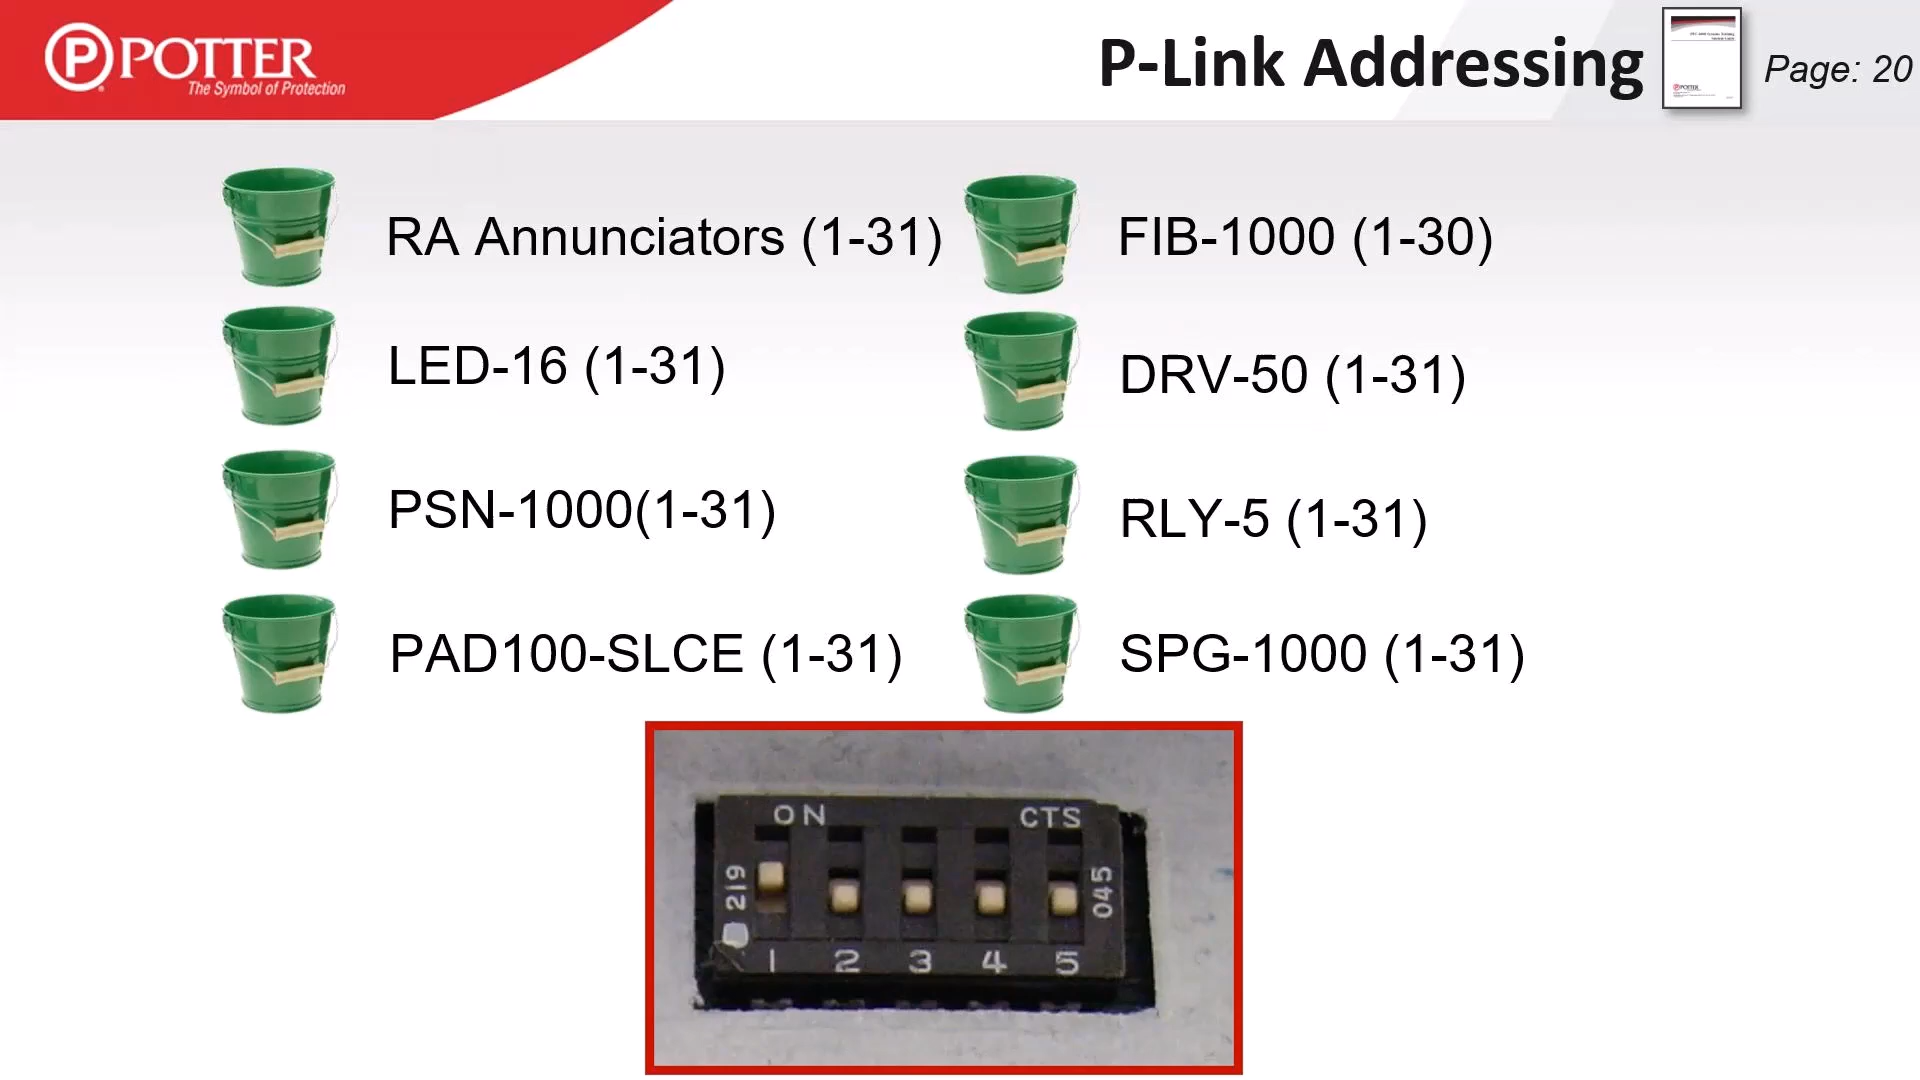 POTTER
The Symbol of Protection
P-Link Addressing
Page: 20
RA Annunciators (1-31)
FIB-1000 (1-30)
LED-16 (1-31)
DRV-50 (1-31)
PSN-1000(1-31)
RLY-5 (1-31)
PAD100-SLCE (1-31)
SPG-1000 (1-31)
ON CTS
219
045
1 2 3 4 5